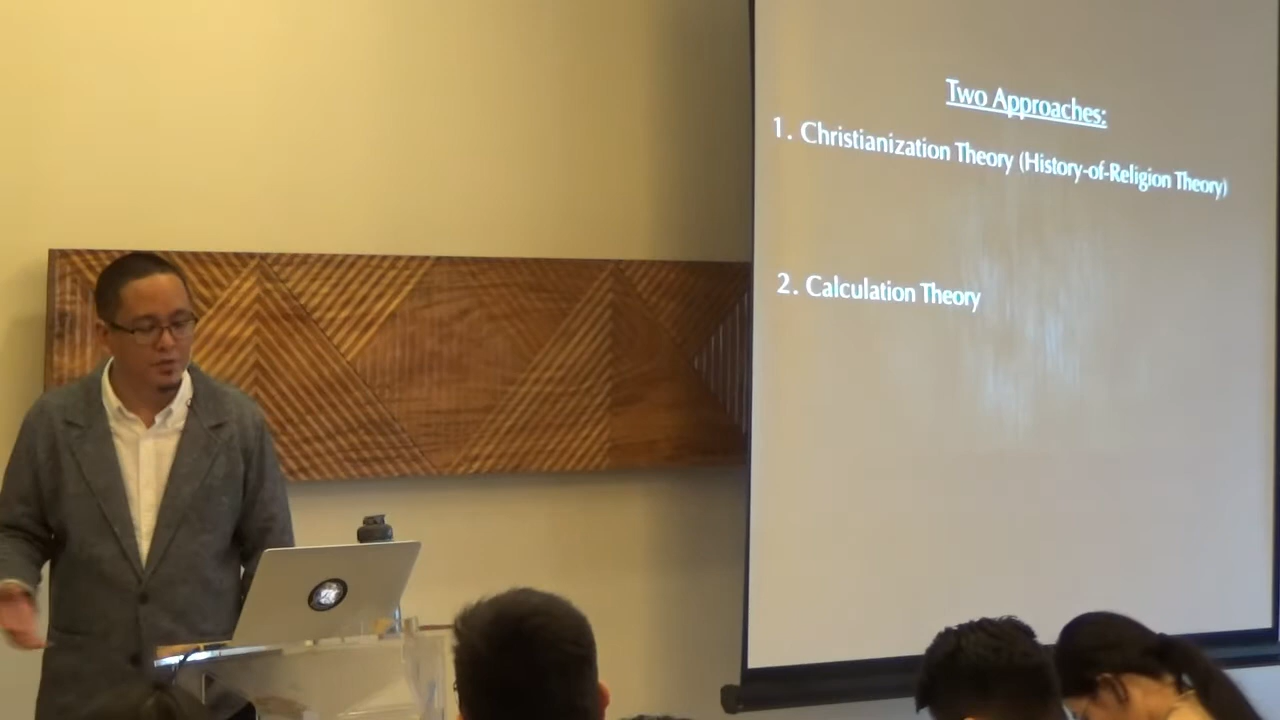 Two Approaches:
1. Christianization Theory (History-of-Religion Theory)
2. Calculation Theory